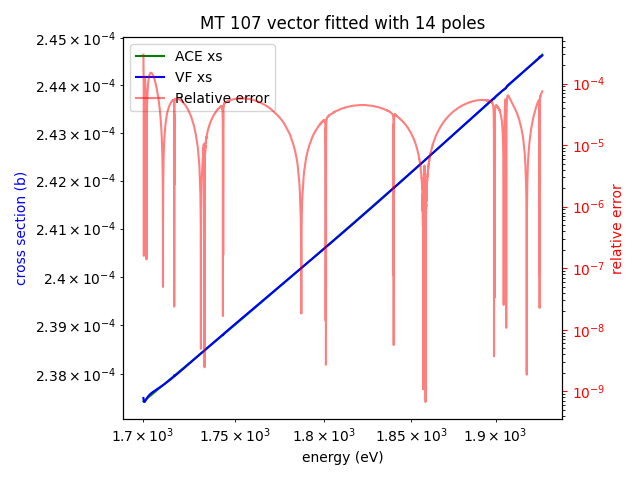 MT 107 vector fitted with 14 poles
ACE xs
VF xs
Relative error
2.45 × 10⁻⁴
2.44 × 10⁻⁴
2.43 × 10⁻⁴
2.42 × 10⁻⁴
2.41 × 10⁻⁴
2.4 × 10⁻⁴
2.39 × 10⁻⁴
2.38 × 10⁻⁴
cross section (b)
10⁻⁴
10⁻⁵
10⁻⁶
10⁻⁷
10⁻⁸
10⁻⁹
relative error
1.7 × 10³ 1.75 × 10³ 1.8 × 10³ 1.85 × 10³ 1.9 × 10³
energy (eV)